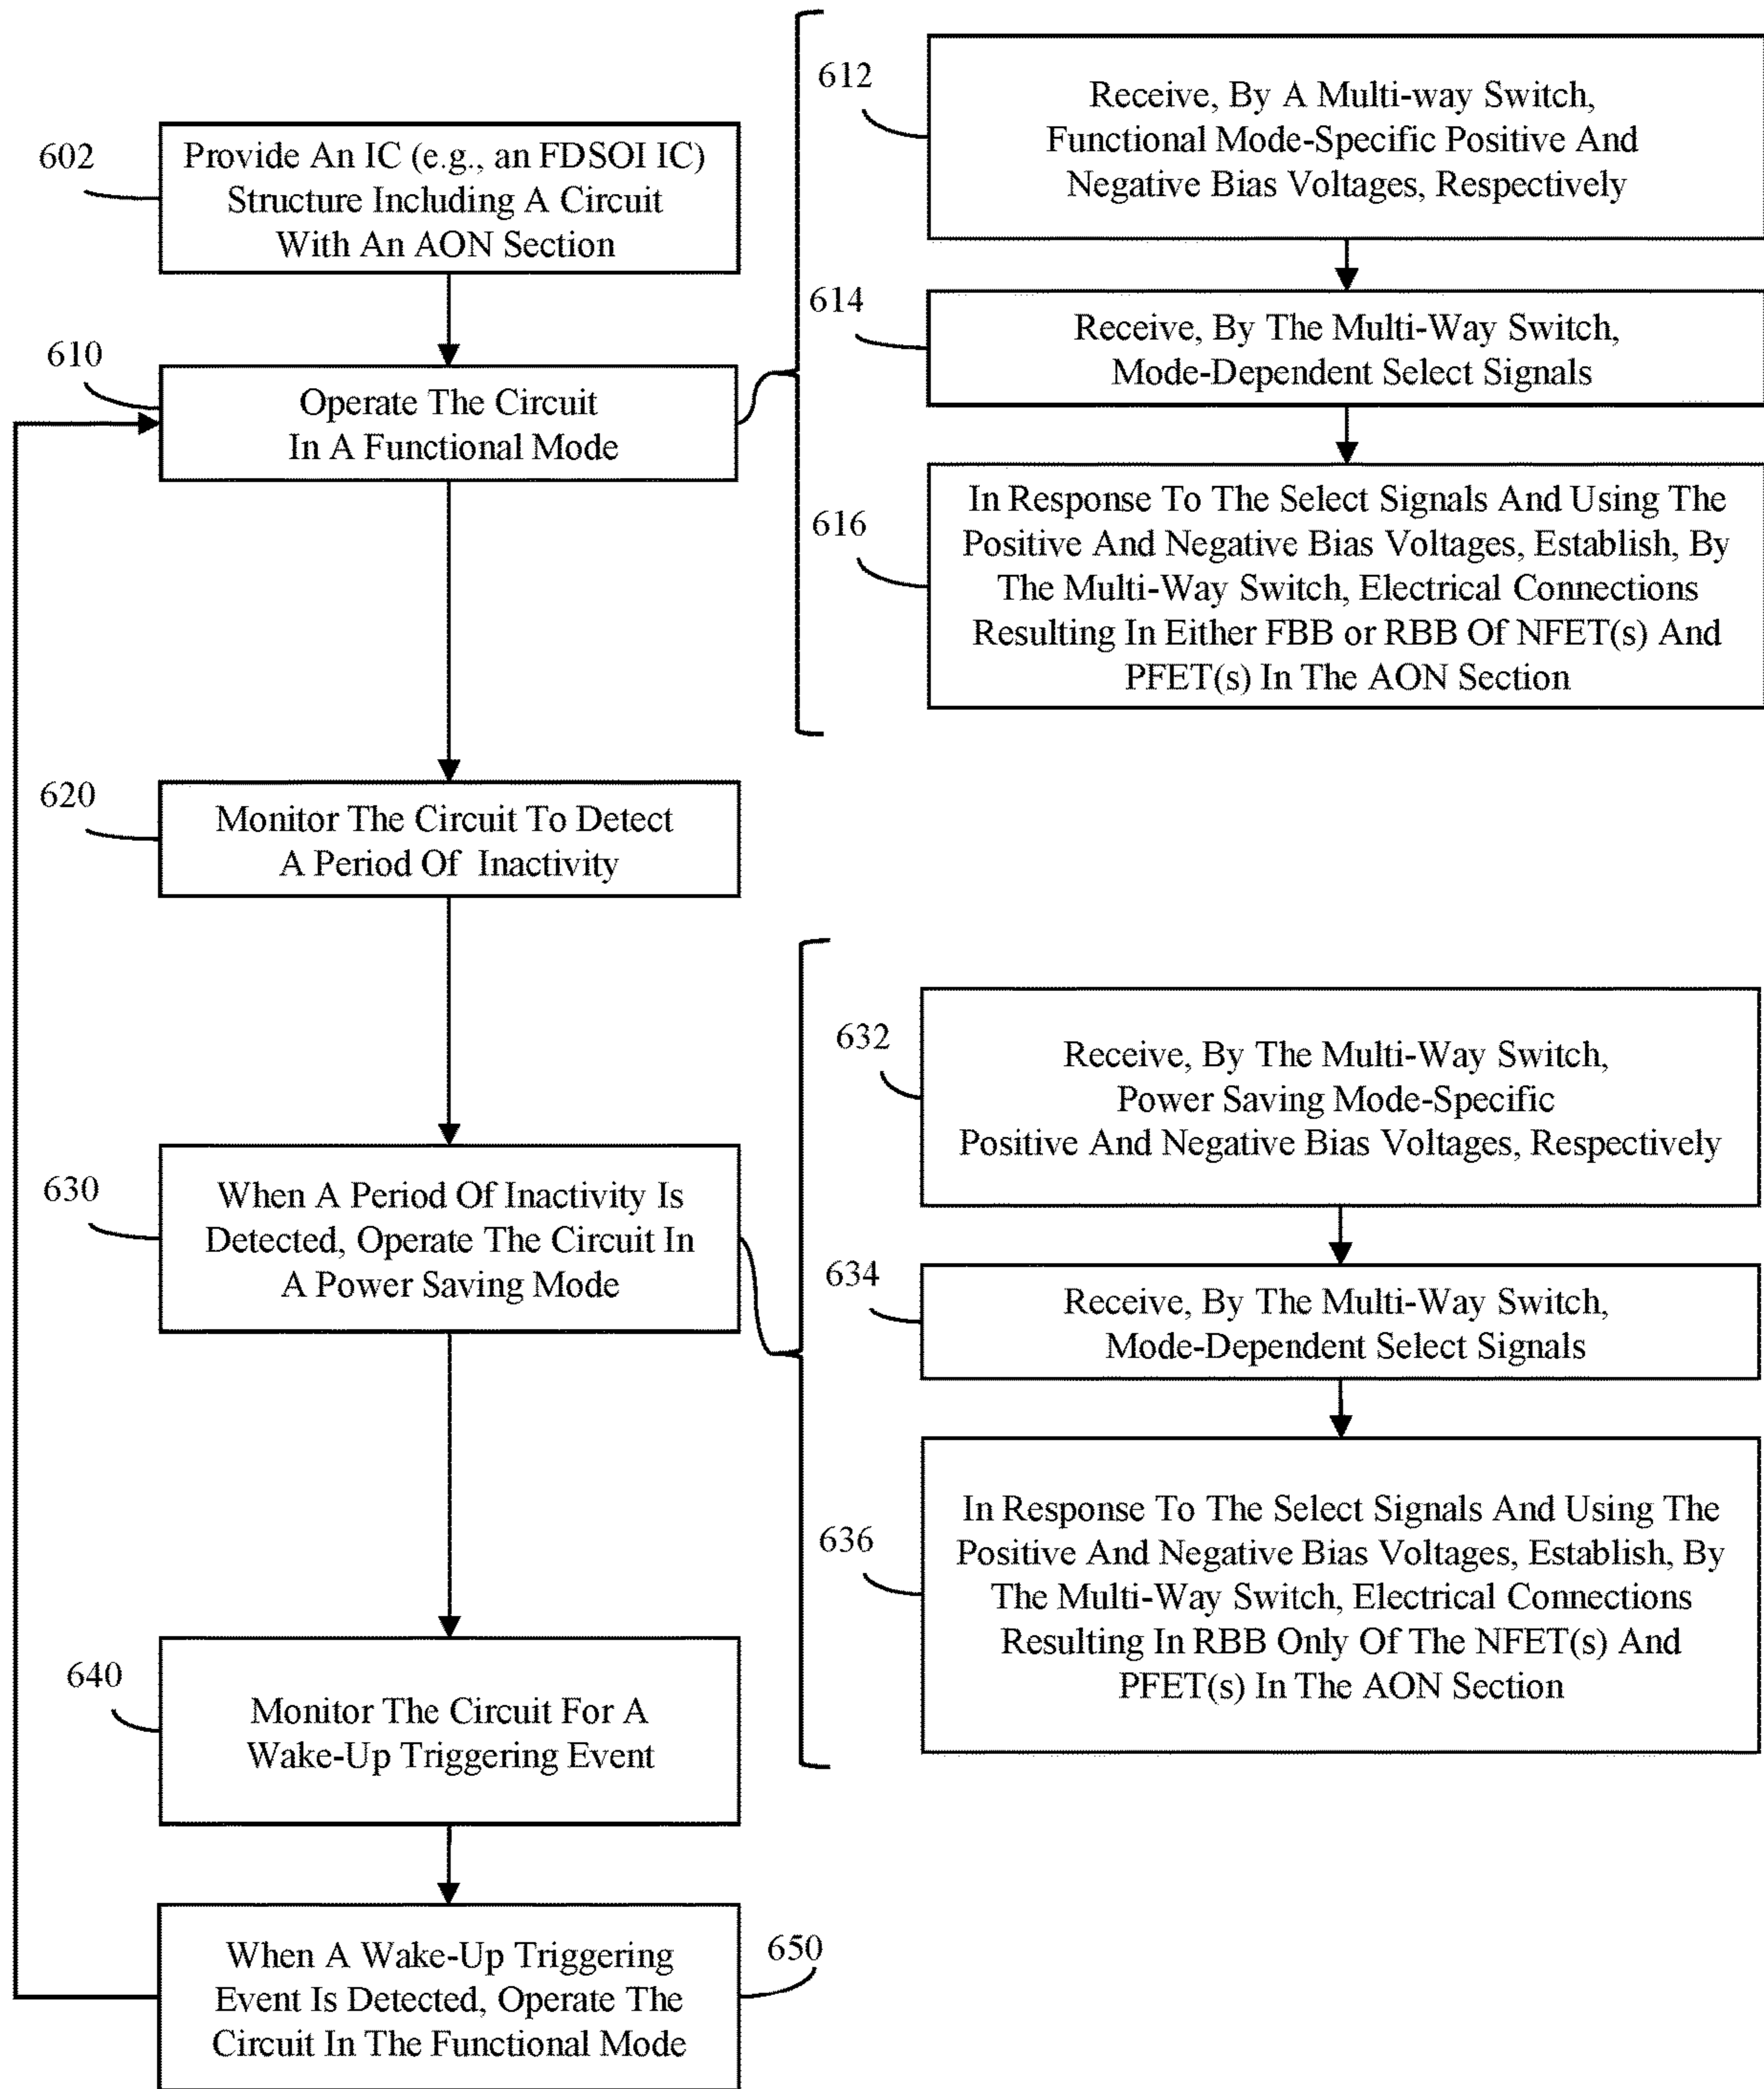 602
Provide An IC (e.g., an FDSOI IC)
Structure Including A Circuit
With An AON Section
610
Operate The Circuit
In A Functional Mode
612
Receive, By A Multi-way Switch,
Functional Mode-Specific Positive And
Negative Bias Voltages, Respectively
614
Receive, By The Multi-Way Switch,
Mode-Dependent Select Signals
616
In Response To The Select Signals And Using The
Positive And Negative Bias Voltages, Establish, By
The Multi-Way Switch, Electrical Connections
Resulting In Either FBB or RBB Of NFET(s) And
PFET(s) In The AON Section
620
Monitor The Circuit To Detect
A Period Of Inactivity
630
When A Period Of Inactivity Is
Detected, Operate The Circuit In
A Power Saving Mode
632
Receive, By The Multi-Way Switch,
Power Saving Mode-Specific
Positive And Negative Bias Voltages, Respectively
634
Receive, By The Multi-Way Switch,
Mode-Dependent Select Signals
636
In Response To The Select Signals And Using The
Positive And Negative Bias Voltages, Establish, By
The Multi-Way Switch, Electrical Connections
Resulting In RBB Only Of The NFET(s) And
PFET(s) In The AON Section
640
Monitor The Circuit For A
Wake-Up Triggering Event
650
When A Wake-Up Triggering
Event Is Detected, Operate The
Circuit In The Functional Mode